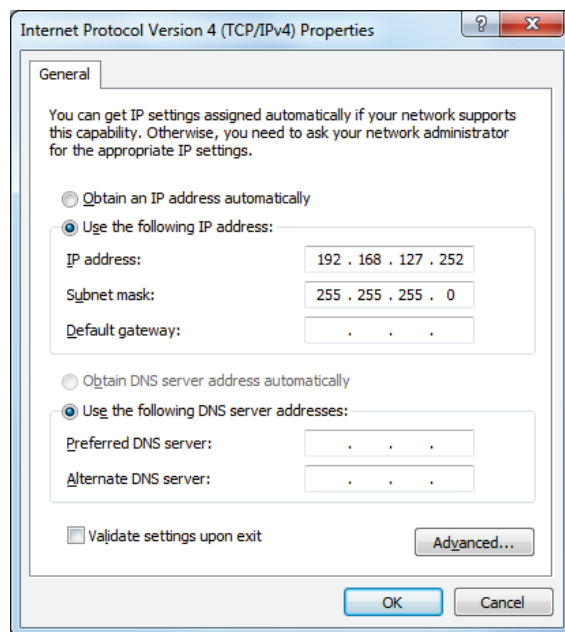 Internet Protocol Version 4 (TCP/IPv4) Properties
General
You can get IP settings assigned automatically if your network supports
this capability. Otherwise, you need to ask your network administrator
for the appropriate IP settings.
Obtain an IP address automatically
Use the following IP address:
IP address: 192 . 168 . 127 . 252
Subnet mask: 255 . 255 . 255 . 0
Default gateway: . . .
Obtain DNS server address automatically
Use the following DNS server addresses:
Preferred DNS server: . . .
Alternate DNS server: . . .
Validate settings upon exit
Advanced...
OK Cancel